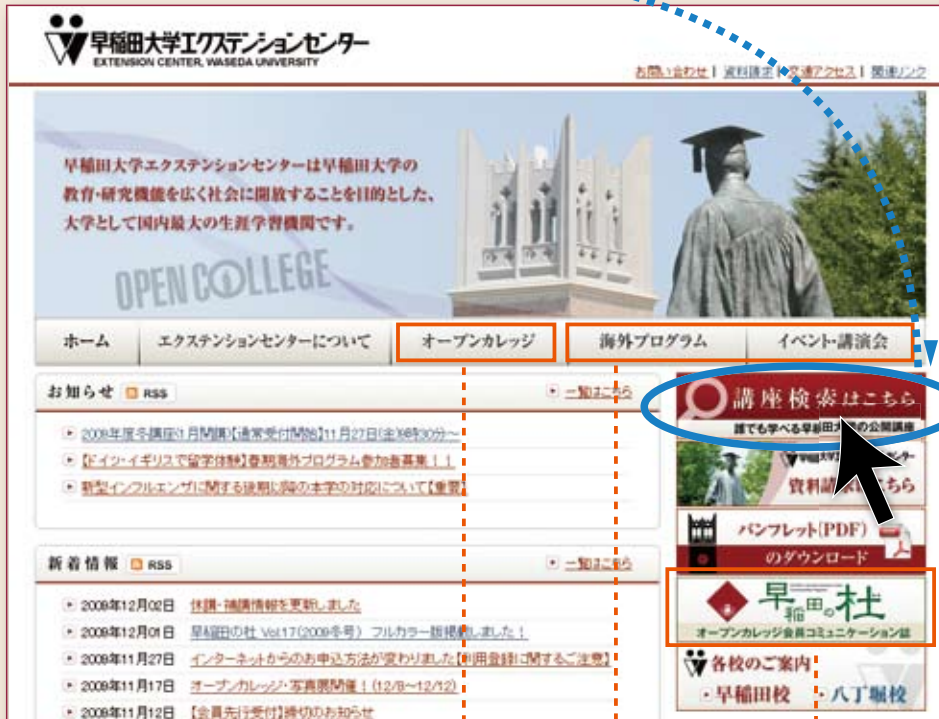 早稲田大学エクステンションセンター
EXTENSION CENTER, WASEDA UNIVERSITY
お問い合わせ | 資料請求 | 交通アクセス | 関連リンク
早稲田大学エクステンションセンターは早稲田大学の
教育・研究機能を広く社会に開放することを目的とした、
大学として国内最大の生涯学習機関です。
OPEN COLLEGE
ホーム エクステンションセンターについて オープンカレッジ 海外プログラム イベント・講演会
お知らせ RSS 一覧はこちら
2009年度冬講座(1月開講)【通常受付開始】11月27日(金)9時30分～
【ドイツ・イギリスで留学体験】春期海外プログラム参加者募集！！
新型インフルエンザに関する後期以降の本学の対応について【重要】
新着情報 RSS 一覧はこちら
2009年12月02日 休講・補講情報を更新しました
2009年12月01日 早稲田の杜 Vol.17(2009冬号) フルカラー版掲載しました！
2009年11月27日 インターネットからのお申込方法が変わりました【利用登録に関するご注意】
2009年11月17日 オープンカレッジ・写真展開催！(12/8～12/12)
2009年11月12日 【会員先行受付】締切のお知らせ
講座検索はこちら
誰でも学べる早稲田大学の公開講座
資料請求はこちら
パンフレット(PDF)
のダウンロード
早稲田の杜
オープンカレッジ会員コミュニケーション誌
各校のご案内
・早稲田校 ・八丁堀校